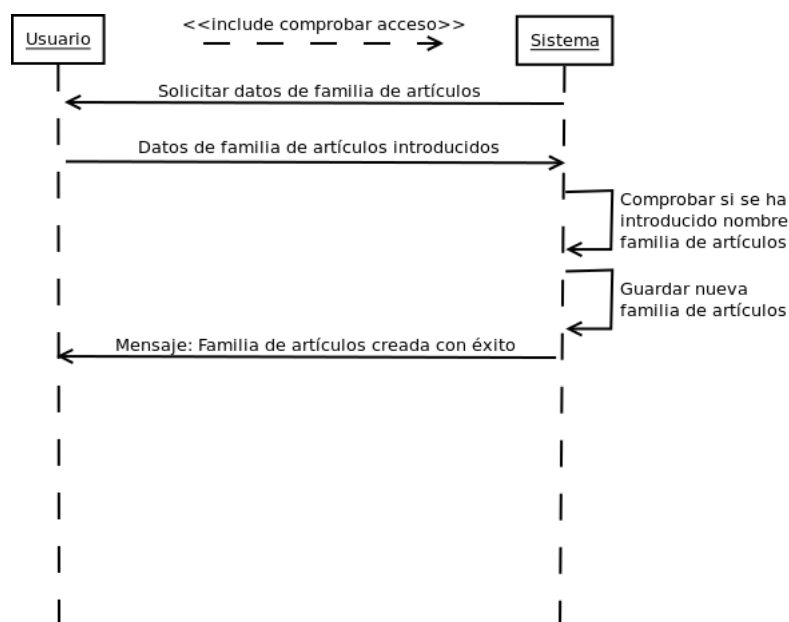 Usuario
<<include comprobar acceso>>
Sistema
Solicitar datos de familia de artículos
Datos de familia de artículos introducidos
Comprobar si se ha
introducido nombre
familia de artículos
Guardar nueva
familia de artículos
Mensaje: Familia de artículos creada con éxito